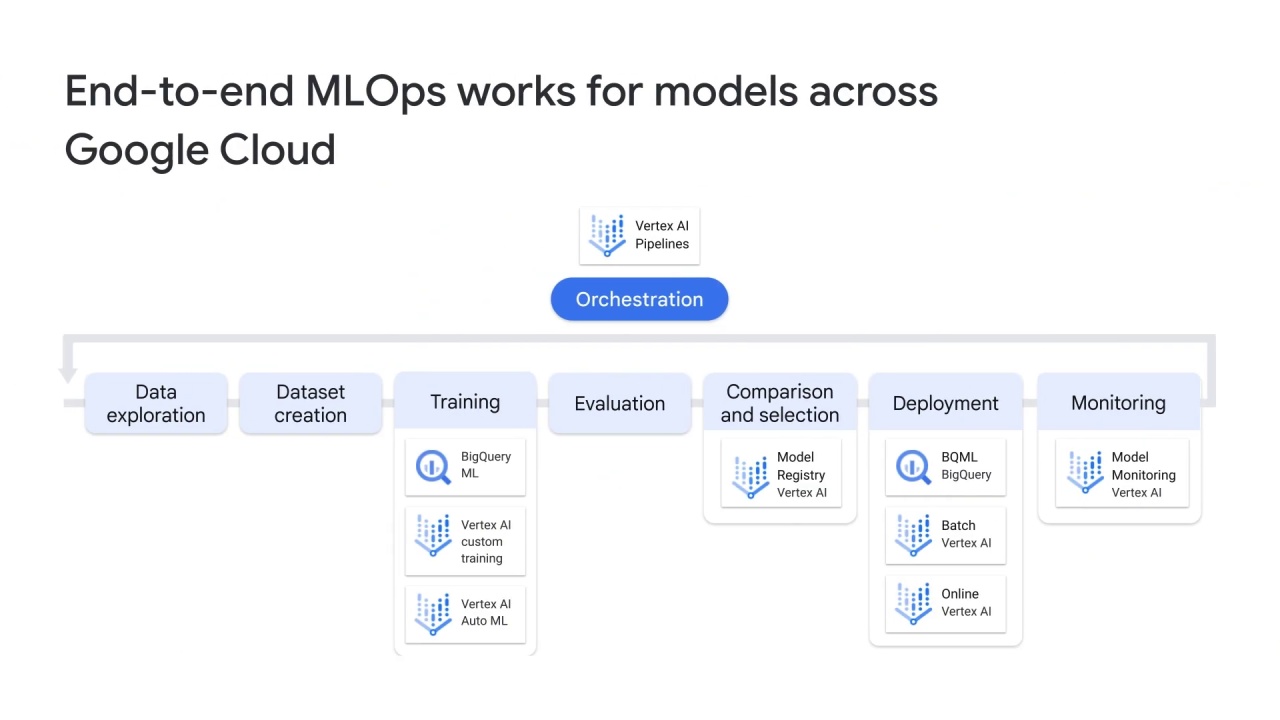 End-to-end MLOps works for models across
Google Cloud
Vertex AI
Pipelines
Orchestration
Data
exploration
Dataset
creation
Training
BigQuery
ML
Vertex AI
custom
training
Vertex AI
Auto ML
Evaluation
Comparison
and selection
Model
Registry
Vertex AI
Deployment
BQML
BigQuery
Batch
Vertex AI
Online
Vertex AI
Monitoring
Model
Monitoring
Vertex AI